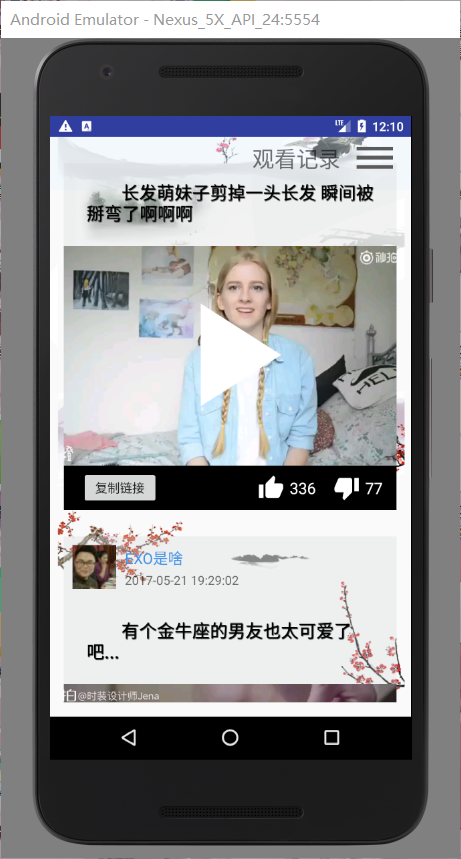 Android Emulator - Nexus_5X_API_24:5554
A
LTE
12:10
观看记录
长发萌妹子剪掉一头长发 瞬间被
掰弯了啊啊啊
秒拍
HELL
复制链接
336
77
EXO是啥
2017-05-21 19:29:02
有个金牛座的男友也太可爱了
吧...
拍@时装设计师Jena